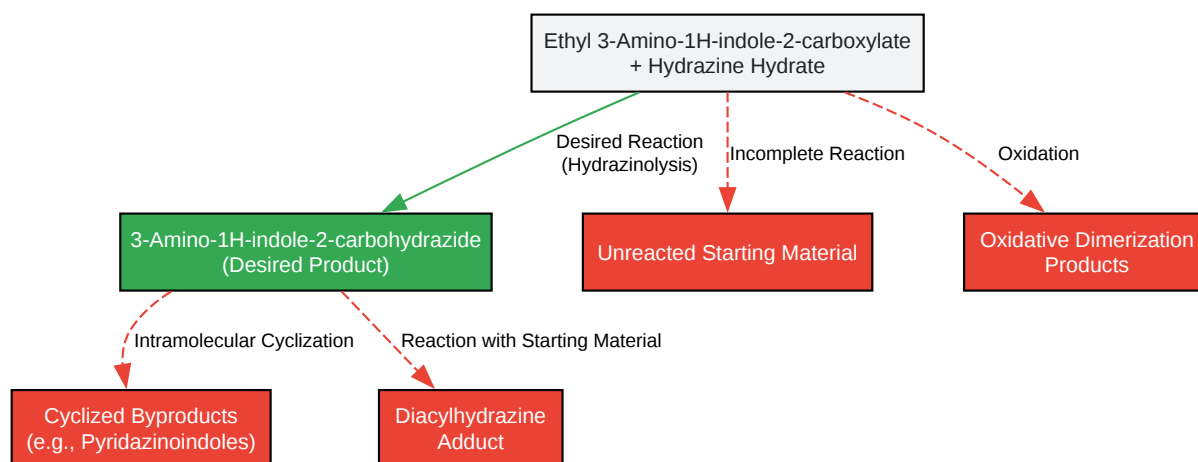 Ethyl 3-Amino-1H-indole-2-carboxylate
+ Hydrazine Hydrate
Desired Reaction
(Hydrazinolysis)
Incomplete Reaction
Oxidation
3-Amino-1H-indole-2-carbohydrazide
(Desired Product)
Unreacted Starting Material
Oxidative Dimerization
Products
Intramolecular Cyclization
Reaction with Starting Material
Cyclized Byproducts
(e.g., Pyridazinoindoles)
Diacylhydrazine
Adduct